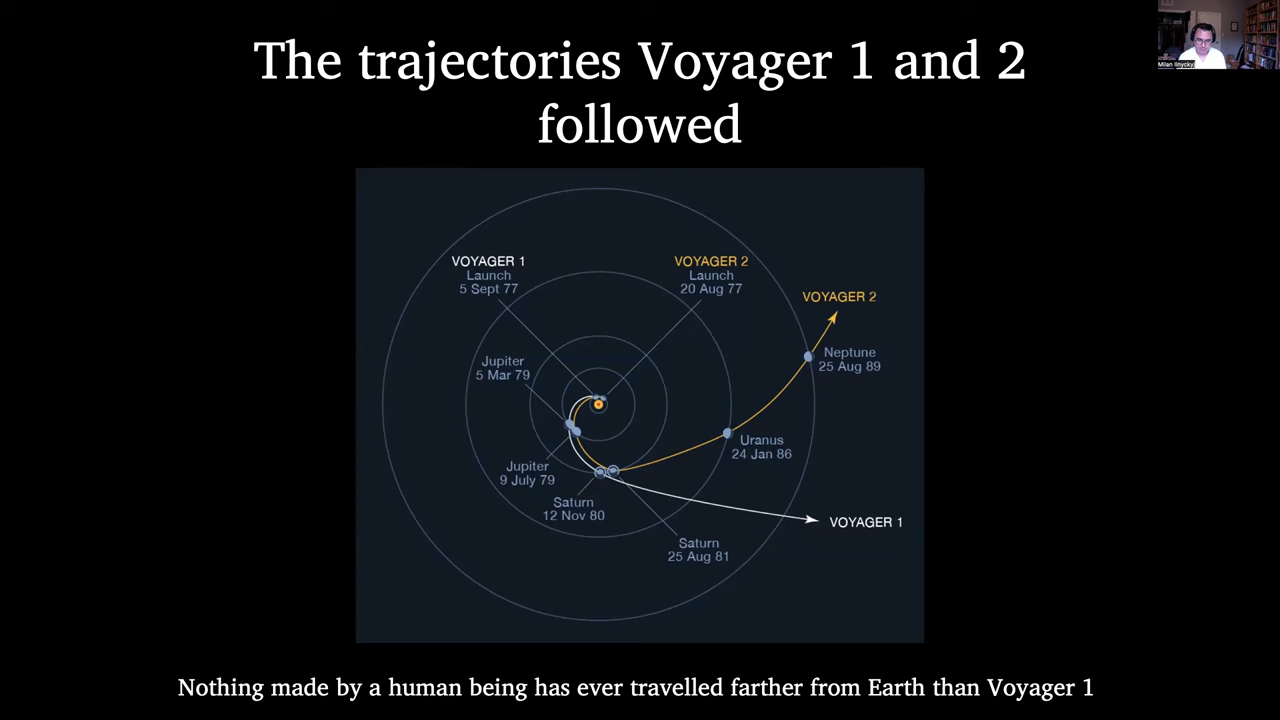 The trajectories Voyager 1 and 2
followed
VOYAGER 1
Launch
5 Sept 77
VOYAGER 2
Launch
20 Aug 77
VOYAGER 2
Jupiter
5 Mar 79
Neptune
25 Aug 89
Uranus
24 Jan 86
Jupiter
9 July 79
Saturn
12 Nov 80
VOYAGER 1
Saturn
25 Aug 81
Nothing made by a human being has ever travelled farther from Earth than Voyager 1
Milan